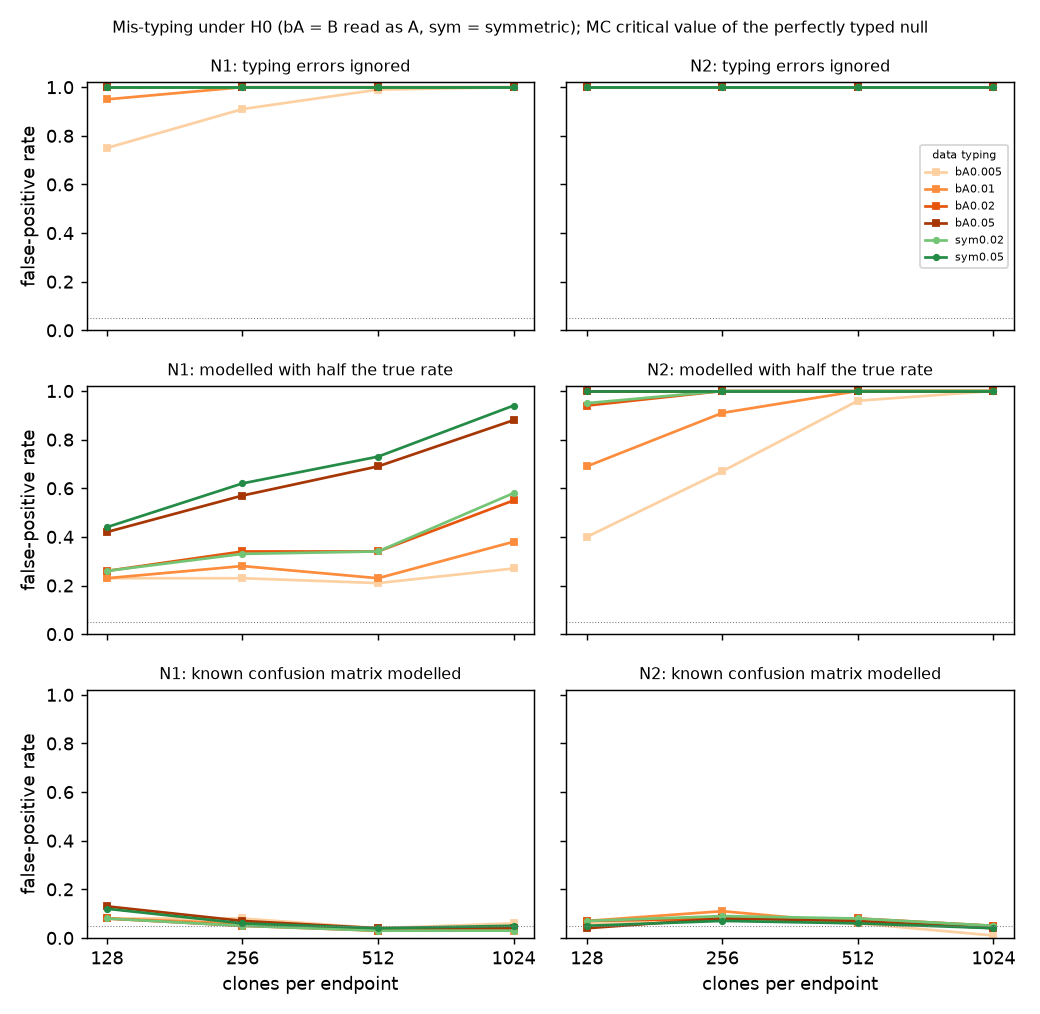 Mis-typing under H0 (bA = B read as A, sym = symmetric); MC critical value of the perfectly typed null
N1: typing errors ignored
N2: typing errors ignored
false-positive rate
1.0
0.8
0.6
0.4
0.2
0.0
data typing
bA0.005
bA0.01
bA0.02
bA0.05
sym0.02
sym0.05
N1: modelled with half the true rate
N2: modelled with half the true rate
false-positive rate
1.0
0.8
0.6
0.4
0.2
0.0
N1: known confusion matrix modelled
N2: known confusion matrix modelled
false-positive rate
1.0
0.8
0.6
0.4
0.2
0.0
128 256 512 1024
128 256 512 1024
clones per endpoint
clones per endpoint